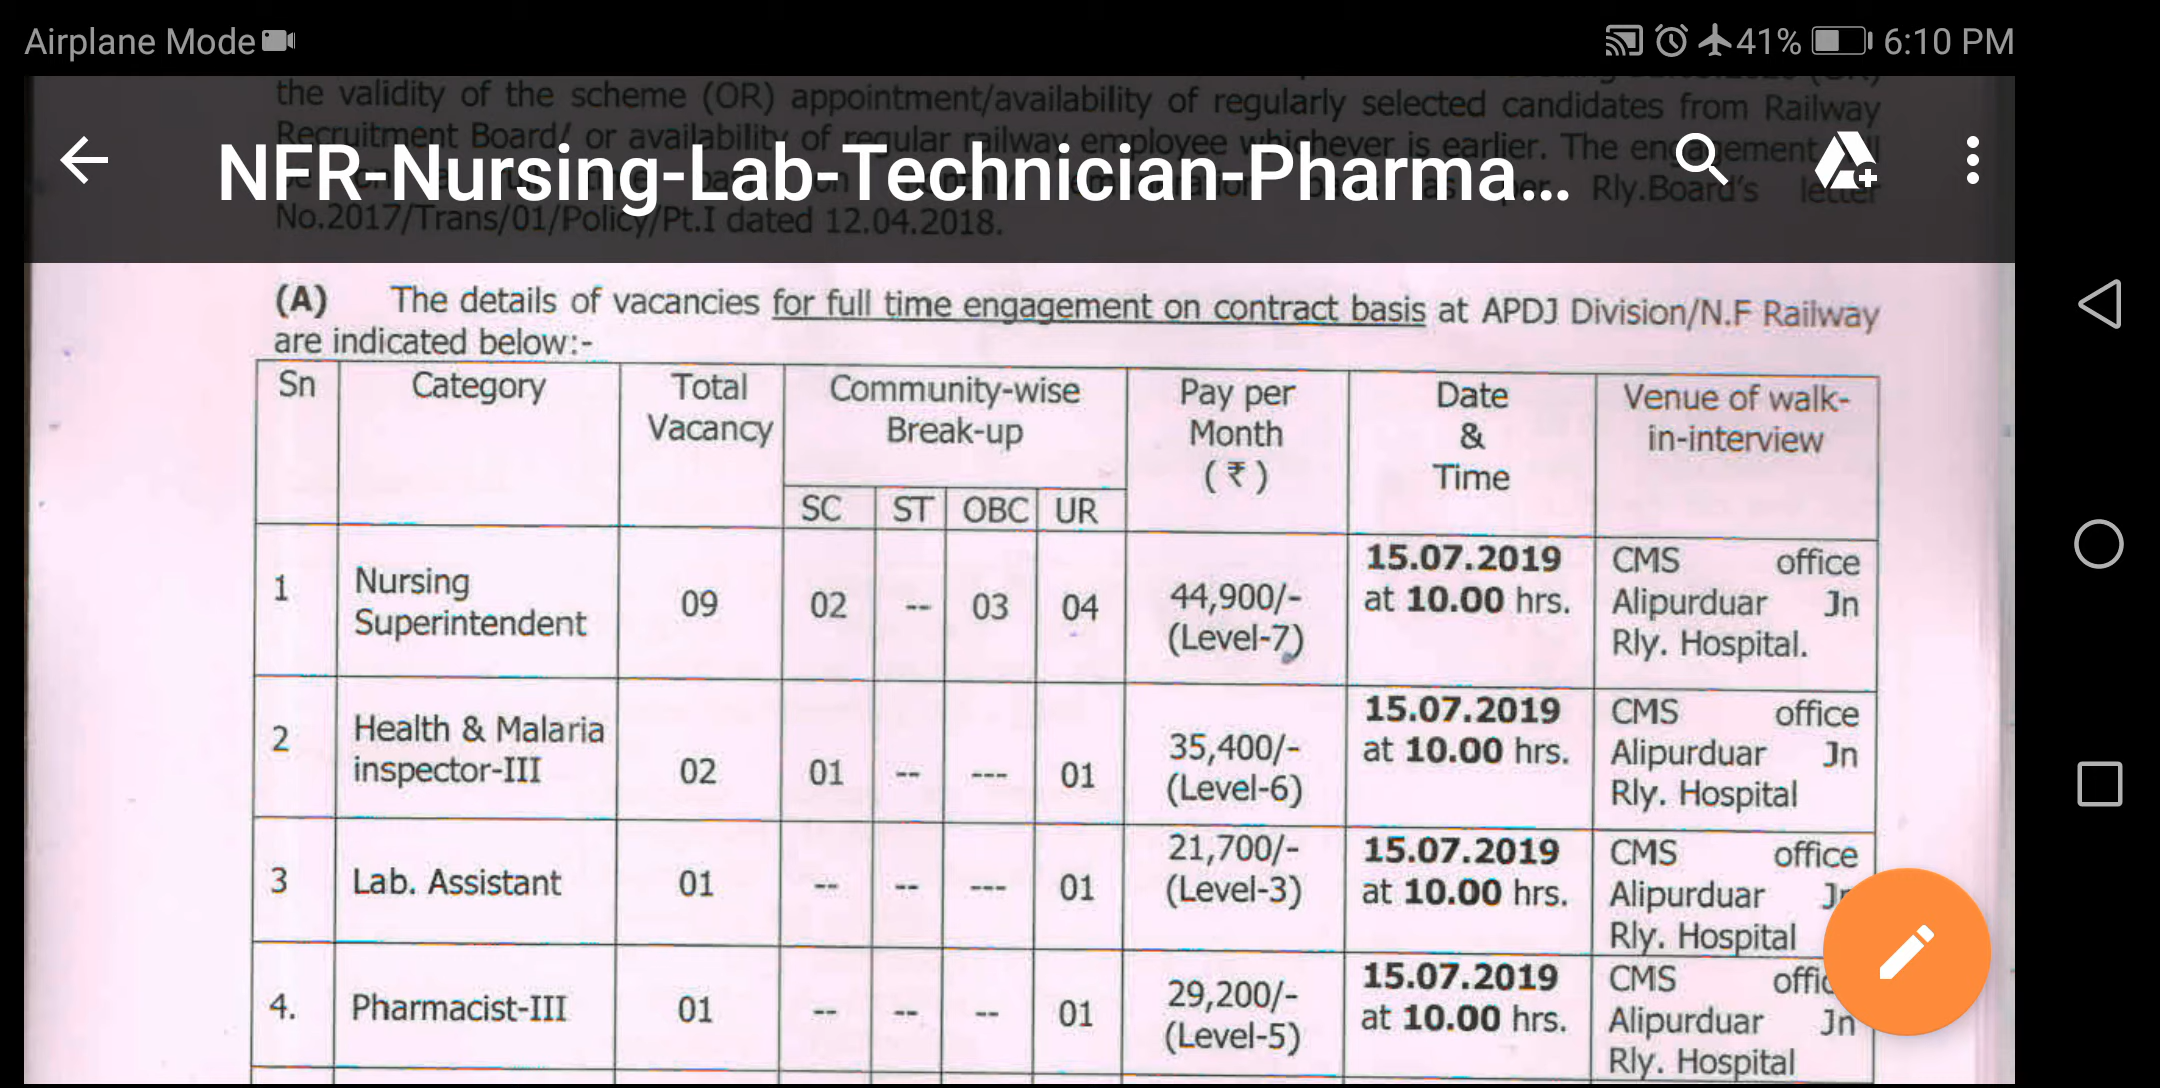 Airplane Mode
41% 6:10 PM
the validity of the scheme (OR) appointment/availability of regularly selected candidates from Railway
Recruitment Board/ or availability of regular railway employee whichever is earlier. The engagement
NFR-Nursing-Lab-Technician-Pharma...
as per Rly.Board's letter
No.2017/Trans/01/Policy/Pt.I dated 12.04.2018.
(A) The details of vacancies for full time engagement on contract basis at APDJ Division/N.F Railway
are indicated below:-
Sn Category Total Vacancy Community-wise Break-up Pay per Month (₹) Date & Time Venue of walk-in-interview
SC ST OBC UR
1 Nursing Superintendent 09 02 -- 03 04 44,900/- (Level-7) 15.07.2019 at 10.00 hrs. CMS office Alipurduar Jn Rly. Hospital.
2 Health & Malaria inspector-III 02 01 -- --- 01 35,400/- (Level-6) 15.07.2019 at 10.00 hrs. CMS office Alipurduar Jn Rly. Hospital
3 Lab. Assistant 01 -- -- --- 01 21,700/- (Level-3) 15.07.2019 at 10.00 hrs. CMS office Alipurduar Rly. Hospital
4. Pharmacist-III 01 -- -- -- 01 29,200/- (Level-5) 15.07.2019 at 10.00 hrs. CMS Alipurduar Jn Rly. Hospital